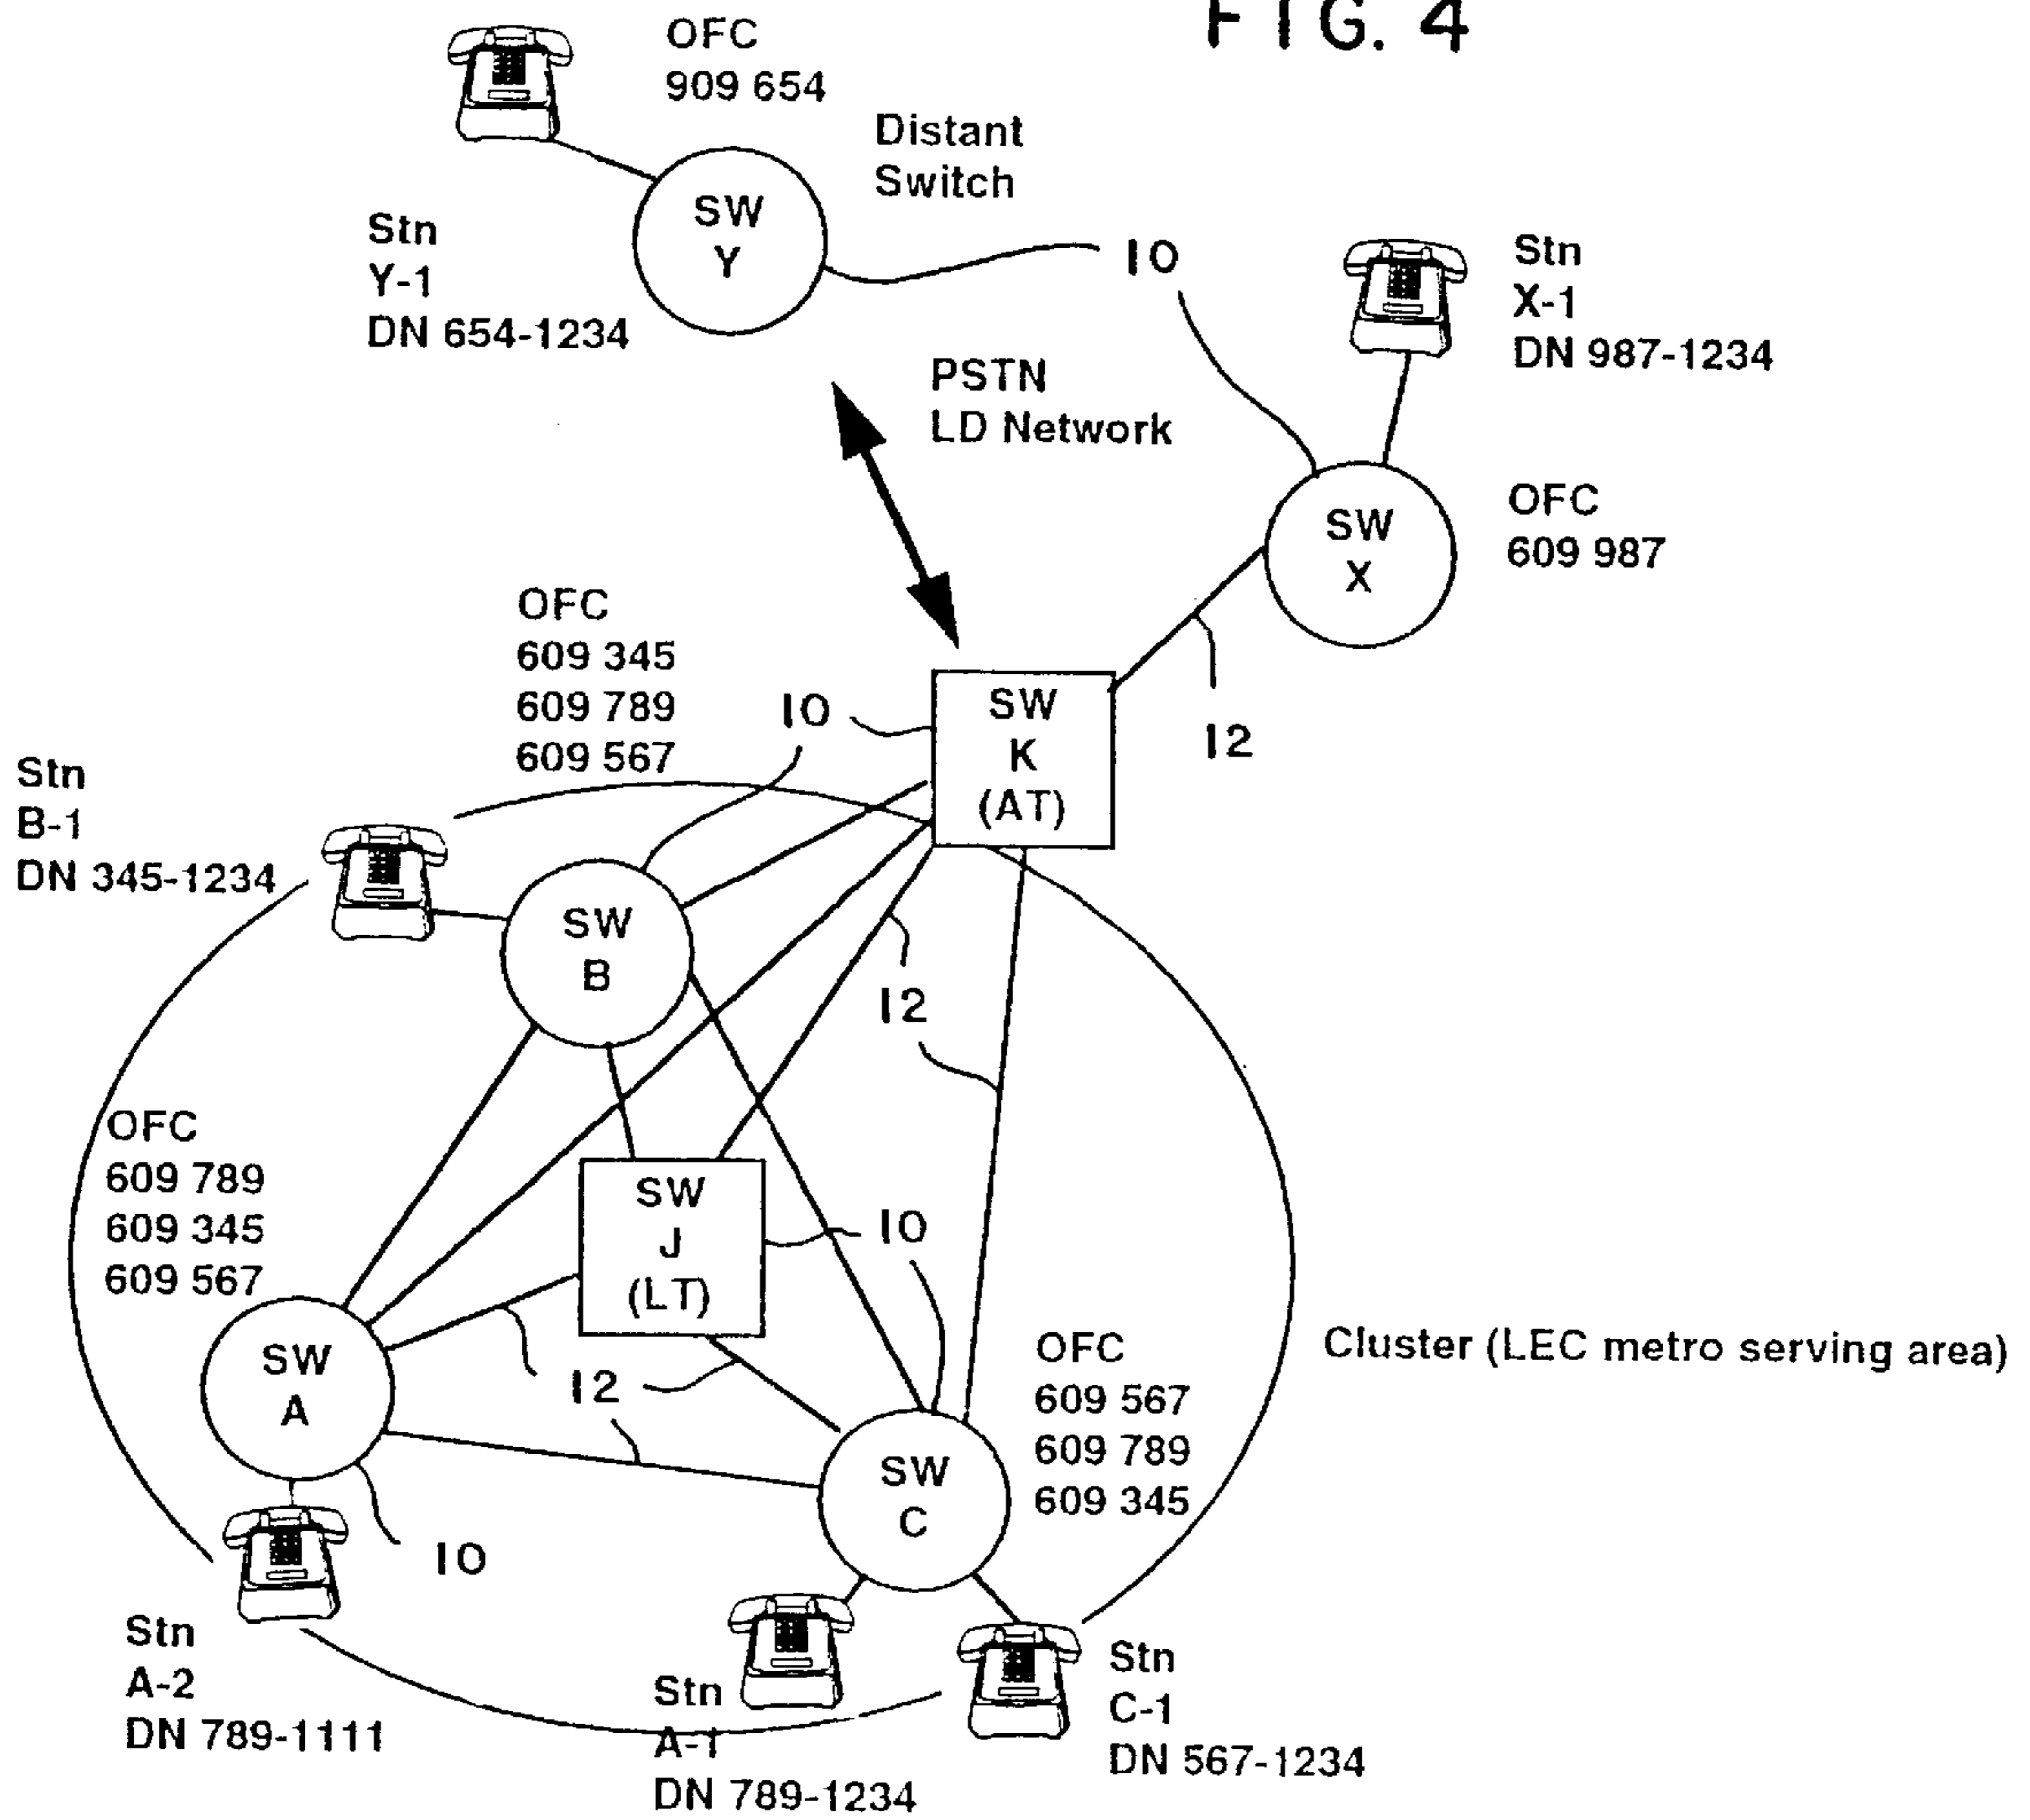 FIG. 4
OFC
909 654
Distant
Switch
SW
Y
Stn
Y-1
DN 654-1234
10
Stn
X-1
DN 987-1234
PSTN
LD Network
SW
X
OFC
609 987
OFC
609 345
609 789
609 567
10
SW
K
(AT)
12
Stn
B-1
DN 345-1234
SW
B
12
OFC
609 789
609 345
609 567
SW
J
(LT)
10
Cluster (LEC metro serving area)
SW
A
12
OFC
609 567
609 789
609 345
SW
C
10
Stn
A-2
DN 789-1111
Stn
A-1
DN 789-1234
Stn
C-1
DN 567-1234